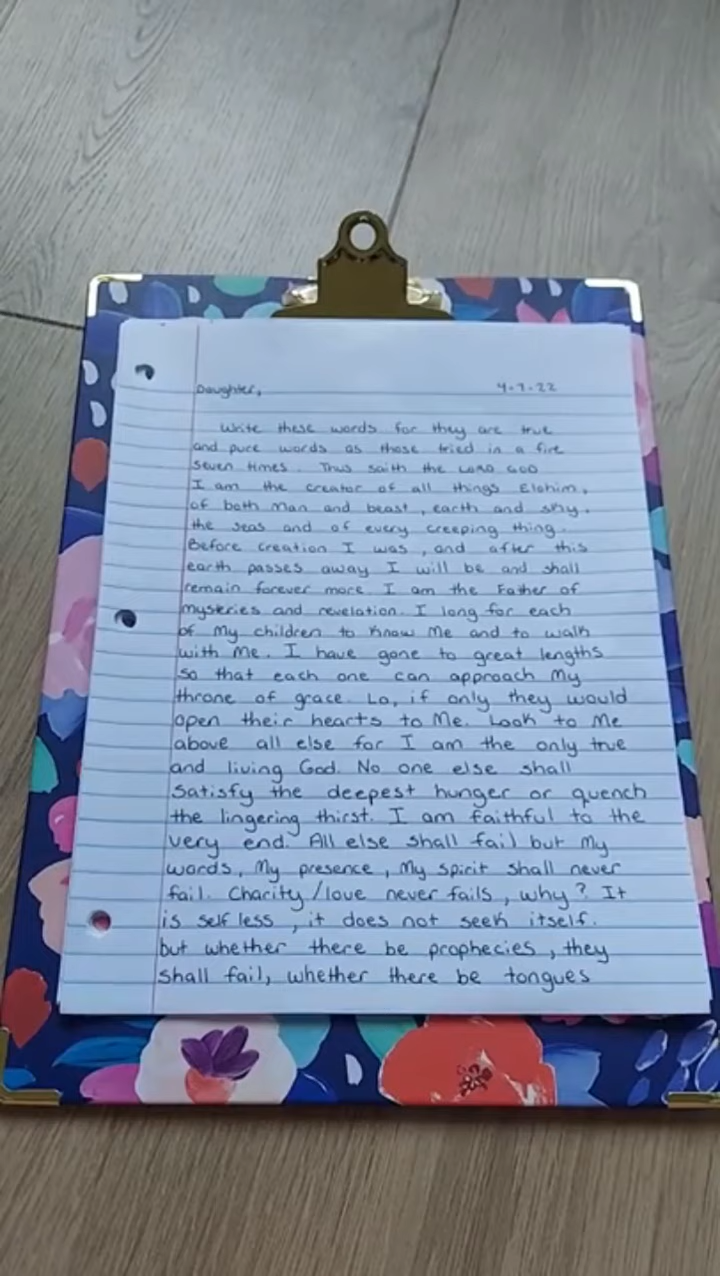 Daughter,
4-7-22
Write these words for they are true
and pure words as those tried in a fire
seven times. Thus saith the LORD GOD
I am the creator of all things Elohim,
of both man and beast, earth and sky.
the seas and of every creeping thing.
Before creation I was, and after this
earth passes away I will be and shall
remain forever more. I am the Father of
mysteries and revelation. I long for each
of My children to know Me and to walk
with Me. I have gone to great lengths
so that each one can approach My
throne of grace. Lo, if only they would
open their hearts to Me. Look to Me
above all else for I am the only true
and living God. No one else shall
satisfy the deepest hunger or quench
the lingering thirst. I am faithful to the
very end. All else shall fail but My
words, My presence, My spirit shall never
fail. Charity/love never fails, why? It
is selfless, it does not seek itself.
but whether there be prophecies, they
shall fail, whether there be tongues